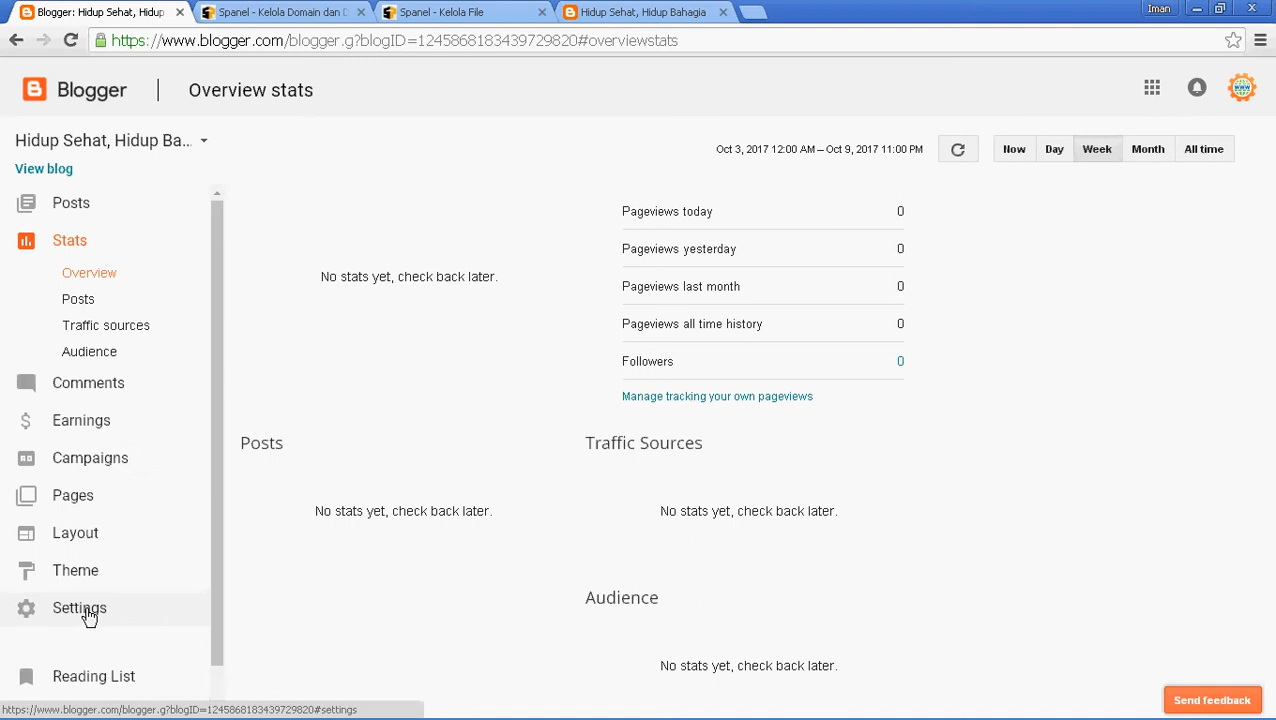 Blogger: Hidup Sehat, Hidup
Spanel - Kelola Domain dan D
Spanel - Kelola File
Hidup Sehat, Hidup Bahagia
Iman
https://www.blogger.com/blogger.g?blogID=1245868183439729820#overviewstats
Blogger
Overview stats
Hidup Sehat, Hidup Ba...
View blog
Oct 3, 2017 12:00 AM – Oct 9, 2017 11:00 PM
Now
Day
Week
Month
All time
Posts
Stats
Overview
Posts
Traffic sources
Audience
Comments
Earnings
Campaigns
Pages
Layout
Theme
Settings
Reading List
No stats yet, check back later.
Pageviews today 0
Pageviews yesterday 0
Pageviews last month 0
Pageviews all time history 0
Followers 0
Manage tracking your own pageviews
Posts
No stats yet, check back later.
Traffic Sources
No stats yet, check back later.
Audience
No stats yet, check back later.
Send feedback
https://www.blogger.com/blogger.g?blogID=1245868183439729820#settings